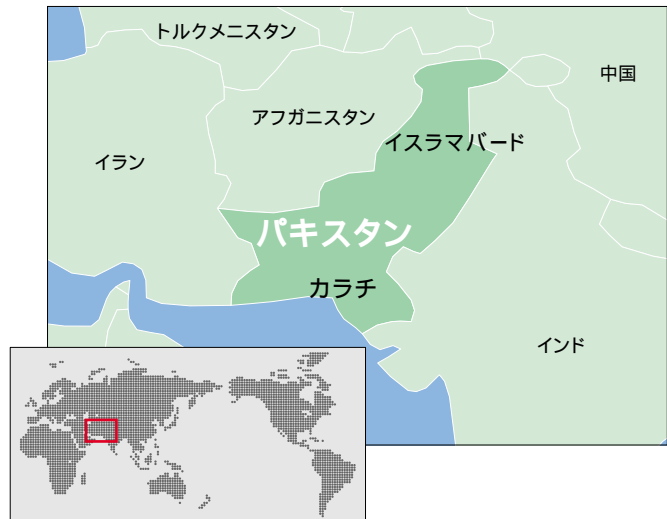 トルクメニスタン
中国
アフガニスタン
イスラマバード
イラン
パキスタン
カラチ
インド